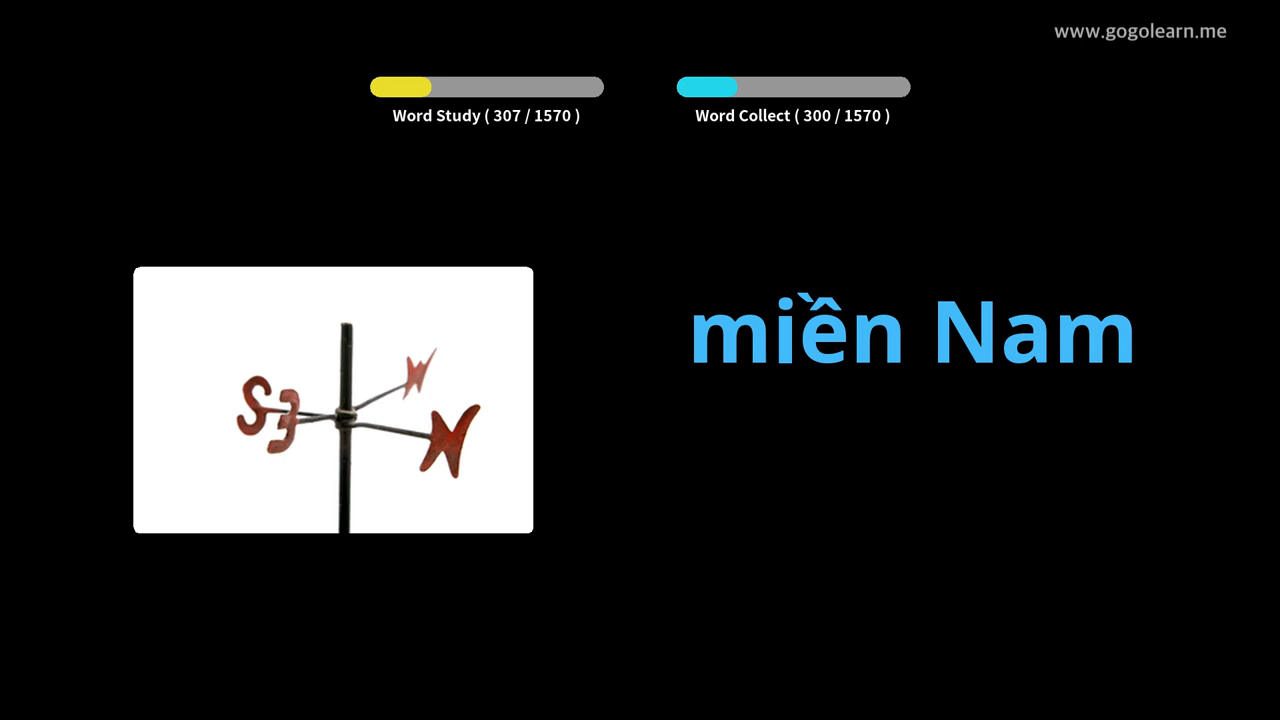 www.gogolearn.me
Word Study ( 307 / 1570 )
Word Collect ( 300 / 1570 )
miền Nam
S
E
N